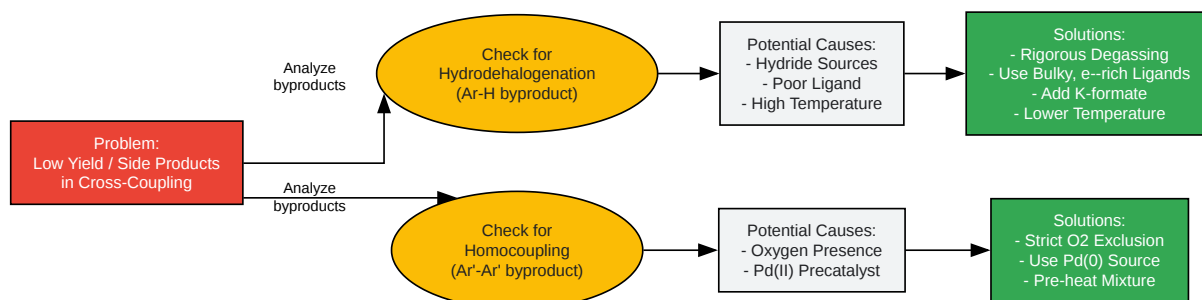 Problem:
Low Yield / Side Products
in Cross-Coupling
Analyze
byproducts
Check for
Hydrodehalogenation
(Ar-H byproduct)
Potential Causes:
- Hydride Sources
- Poor Ligand
- High Temperature
Solutions:
- Rigorous Degassing
- Use Bulky, e--rich Ligands
- Add K-formate
- Lower Temperature
Analyze
byproducts
Check for
Homocoupling
(Ar'-Ar' byproduct)
Potential Causes:
- Oxygen Presence
- Pd(II) Precatalyst
Solutions:
- Strict O2 Exclusion
- Use Pd(0) Source
- Pre-heat Mixture